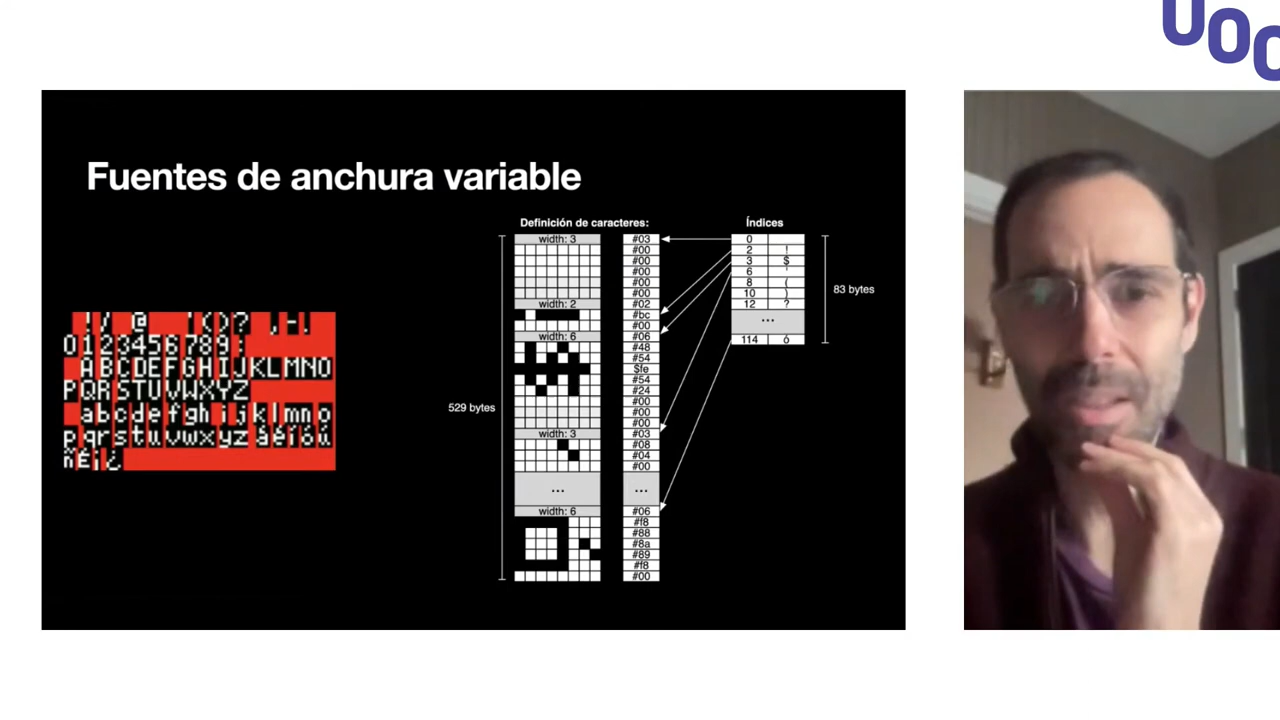 UOC
Fuentes de anchura variable
Definición de caracteres:
Índices
width: 3
#03
#00
#00
#00
#00
#00
width: 2
#02
#bc
#00
width: 6
#06
#48
#54
$fe
#54
#24
#00
#00
#00
width: 3
#03
#08
#04
#00
...
...
width: 6
#06
#f8
#88
#8a
#89
#f8
#00
529 bytes
0
2 !
3 $
6 '
8 (
10 )
12 ?
...
114 ó
83 bytes
0123456789:
ABCDEFGHIJKLMNO
PQRSTUVWXYZ
abcdefghijklmno
pqrstuvwxyzáéíóú
ñÉ¡¿